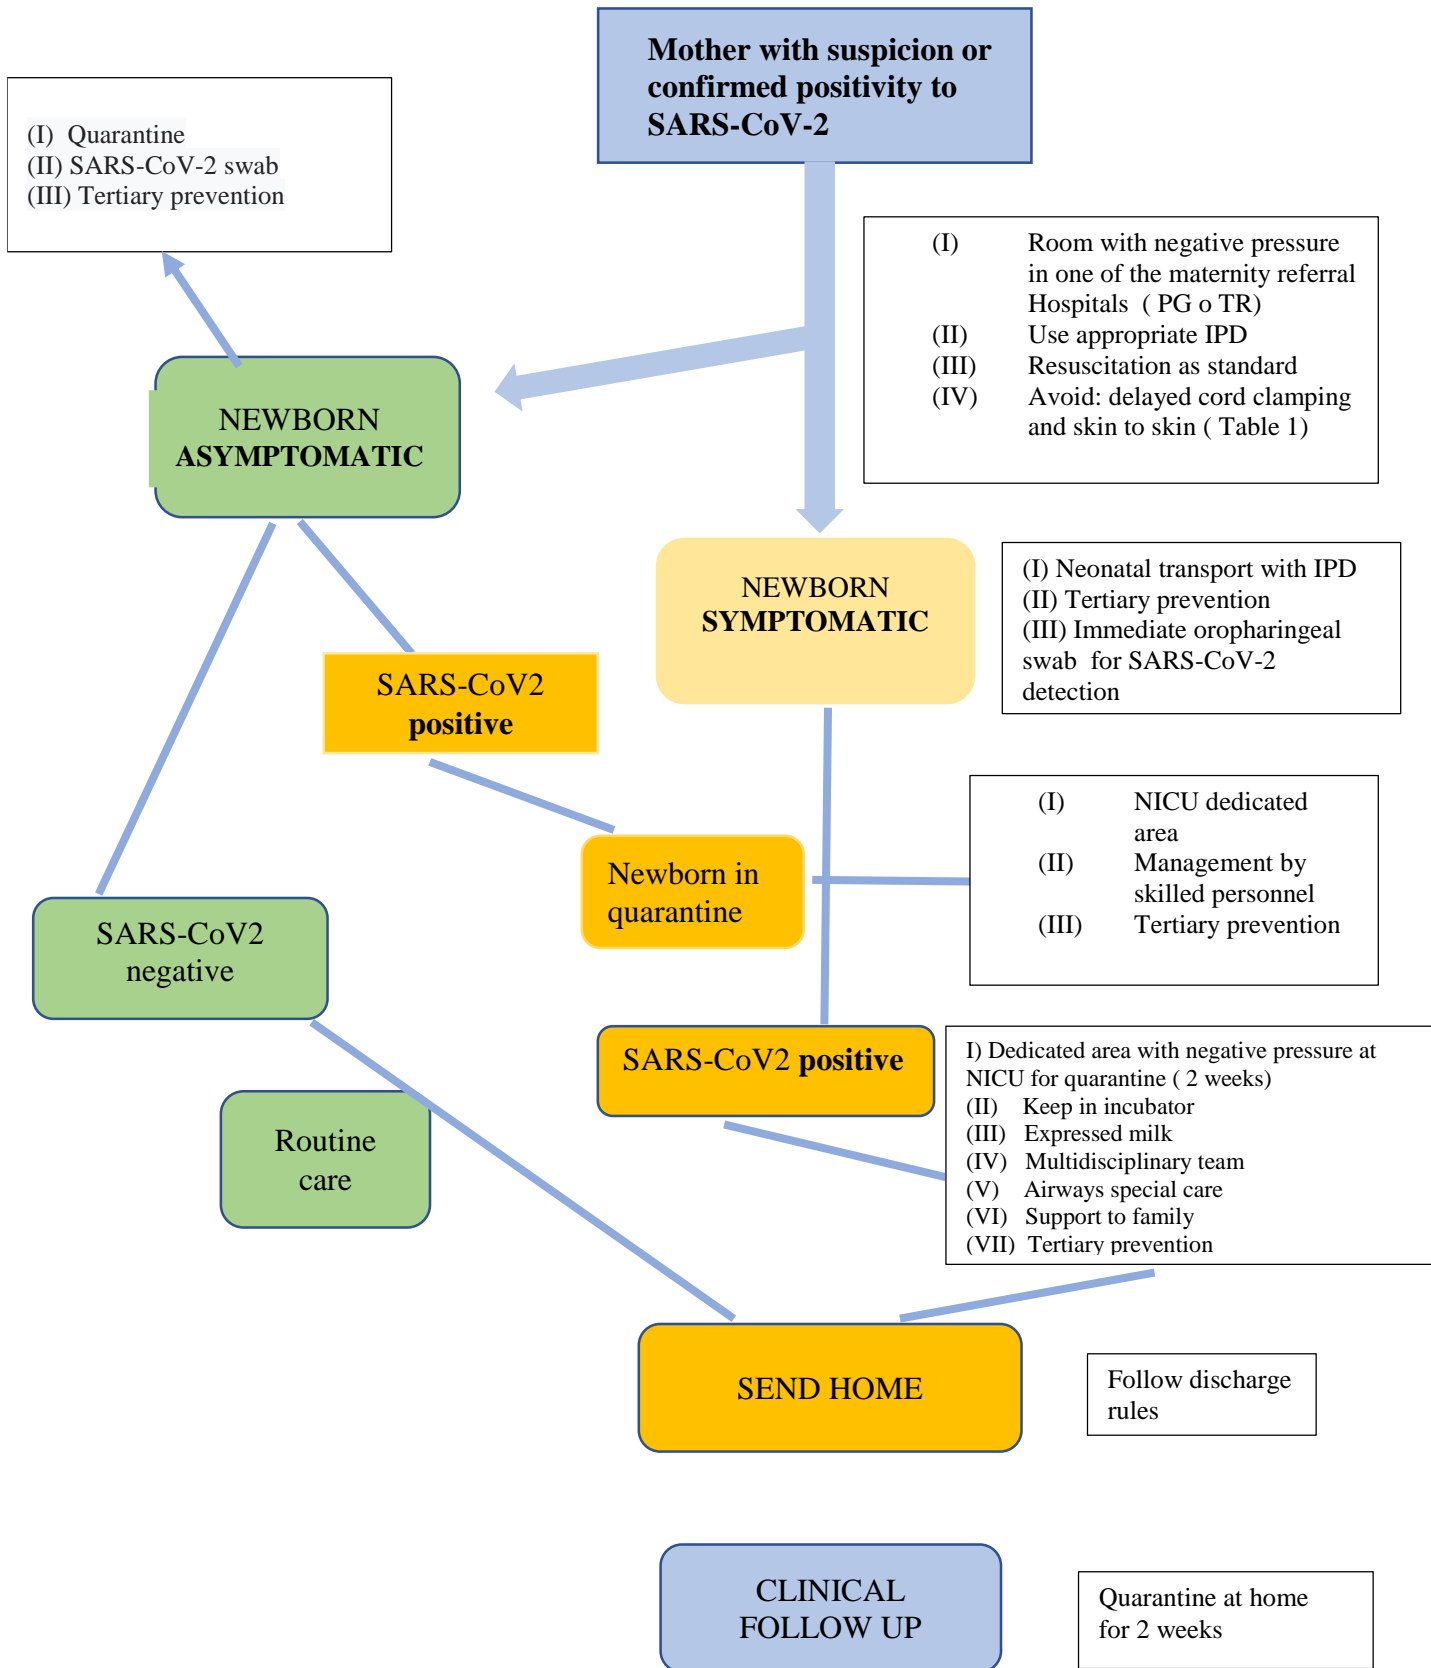 Mother with suspicion or
confirmed positivity to
SARS-CoV-2
(I) Quarantine
(II) SARS-CoV-2 swab
(III) Tertiary prevention
(I) Room with negative pressure
in one of the maternity referral
Hospitals ( PG o TR)
(II) Use appropriate IPD
(III) Resuscitation as standard
(IV) Avoid: delayed cord clamping
and skin to skin ( Table 1)
NEWBORN
ASYMPTOMATIC
NEWBORN
SYMPTOMATIC
(I) Neonatal transport with IPD
(II) Tertiary prevention
(III) Immediate oropharingeal
swab for SARS-CoV-2
detection
SARS-CoV2
positive
(I) NICU dedicated
area
(II) Management by
skilled personnel
(III) Tertiary prevention
Newborn in
quarantine
SARS-CoV2
negative
SARS-CoV2 positive
I) Dedicated area with negative pressure at
NICU for quarantine ( 2 weeks)
(II) Keep in incubator
(III) Expressed milk
(IV) Multidisciplinary team
(V) Airways special care
(VI) Support to family
(VII) Tertiary prevention
Routine
care
SEND HOME
Follow discharge
rules
CLINICAL
FOLLOW UP
Quarantine at home
for 2 weeks